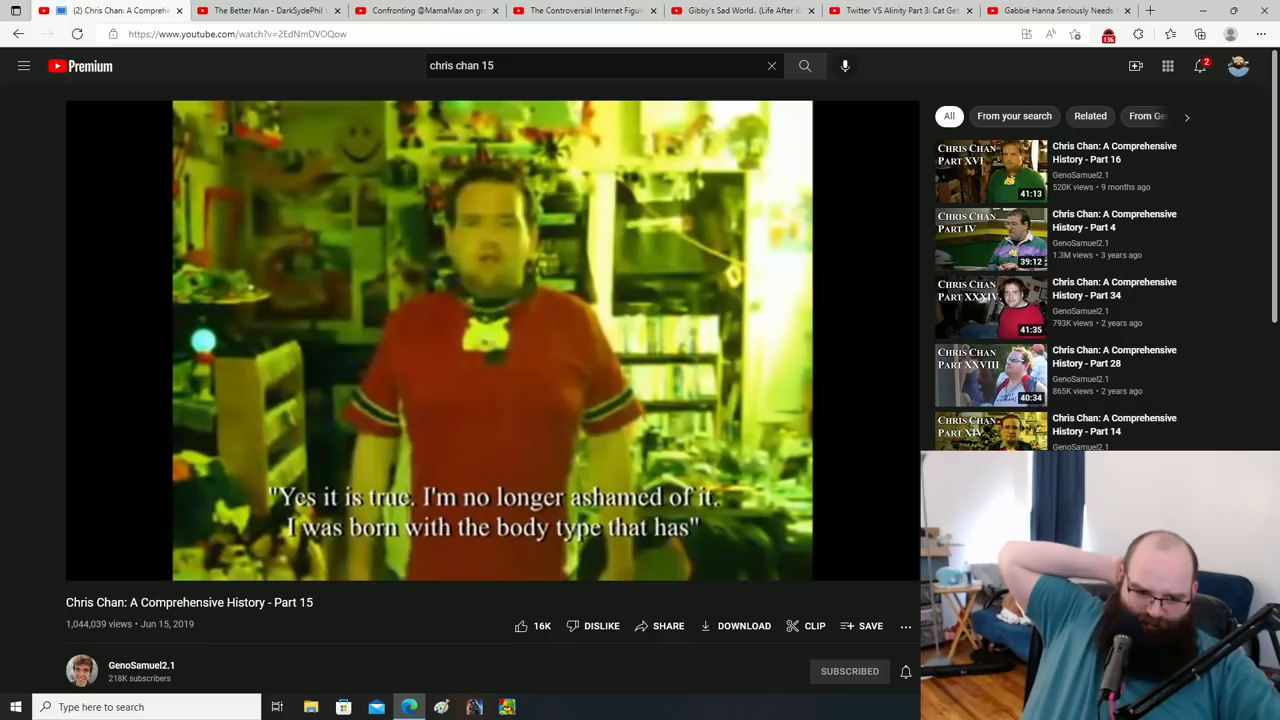 (2) Chris Chan: A Comprehe
The Better Man - DarkSydePhil
Confronting @MamaMax on gr
The Controversial Internet Figur
Gibby's Sad World.. (Life After i
Twitter VS Alinity Part 3: Cat Get
Gabbie Hanna Seriously Needs
https://www.youtube.com/watch?v=2EdNmDVOQow
136
Premium
chris chan 15
2
All
From your search
Related
From Ge
Chris Chan: A Comprehensive
History - Part 16
GenoSamuel2.1
520K views • 9 months ago
CHRIS CHAN
PART XVI
41:13
Chris Chan: A Comprehensive
History - Part 4
GenoSamuel2.1
1.3M views • 3 years ago
CHRIS CHAN
PART IV
39:12
Chris Chan: A Comprehensive
History - Part 34
GenoSamuel2.1
793K views • 2 years ago
CHRIS CHAN
PART XXXIV
41:35
Chris Chan: A Comprehensive
History - Part 28
GenoSamuel2.1
865K views • 2 years ago
CHRIS CHAN
PART XXVIII
40:34
Chris Chan: A Comprehensive
History - Part 14
GenoSamuel2.1
CHRIS CHAN
PART XIV
"Yes it is true. I'm no longer ashamed of it.
I was born with the body type that has"
Chris Chan: A Comprehensive History - Part 15
1,044,039 views • Jun 15, 2019
16K
DISLIKE
SHARE
DOWNLOAD
CLIP
SAVE
GenoSamuel2.1
218K subscribers
SUBSCRIBED
Type here to search